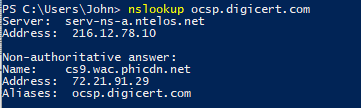 PS C:\Users\John> nslookup ocsp.digicert.com
Server:  serv-ns-a.ntelos.net
Address:  216.12.78.10
Non-authoritative answer:
Name:    cs9.wac.phicdn.net
Address:  72.21.91.29
Aliases:  ocsp.digicert.com